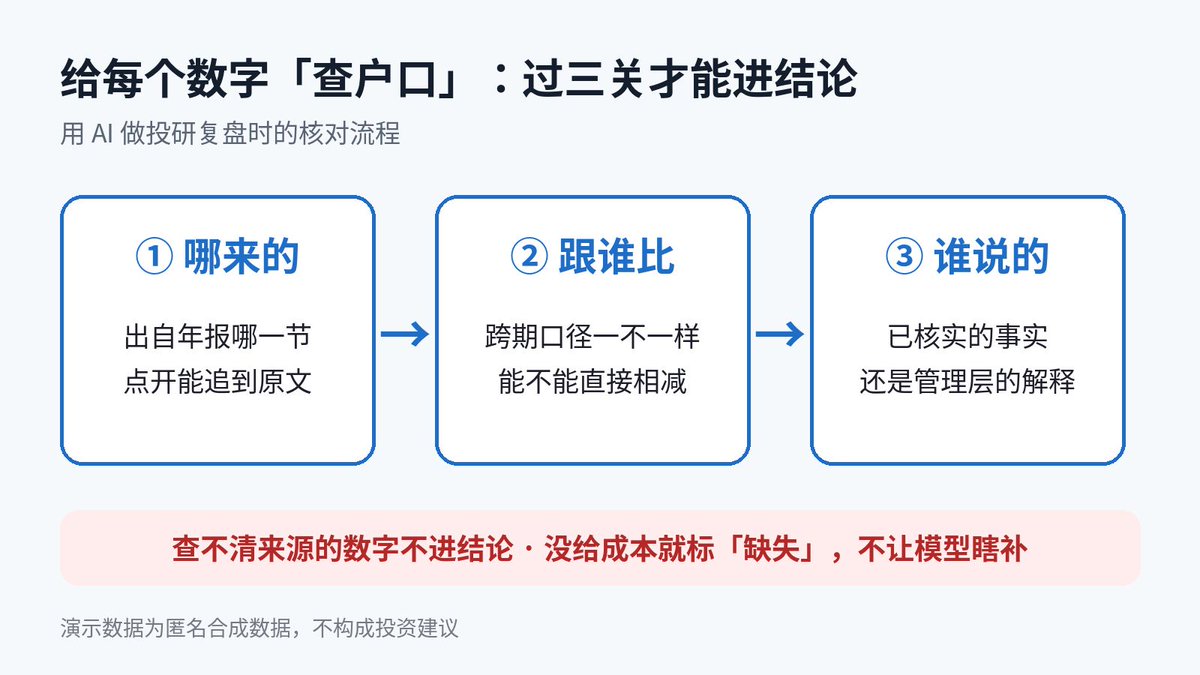 给每个数字「查户口」：过三关才能进结论
用 AI 做投研复盘时的核对流程
① 哪来的
出自年报哪一节
点开能追到原文
→
② 跟谁比
跨期口径一不一样
能不能直接相减
→
③ 谁说的
已核实的事实
还是管理层的解释
查不清来源的数字不进结论 · 没给成本就标「缺失」，不让模型瞎补
演示数据为匿名合成数据，不构成投资建议